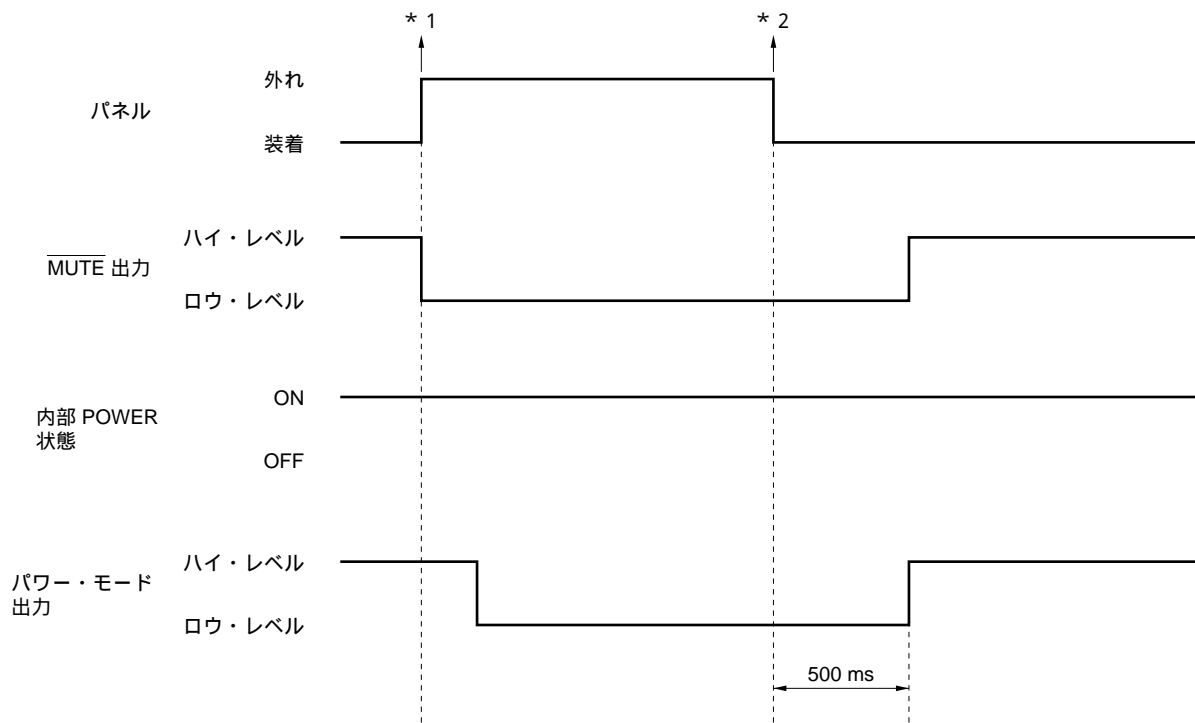 * 1
* 2
パネル
外れ
装着
MUTE 出力
ハイ・レベル
ロウ・レベル
内部 POWER
状態
ON
OFF
パワー・モード
出力
ハイ・レベル
ロウ・レベル
500 ms